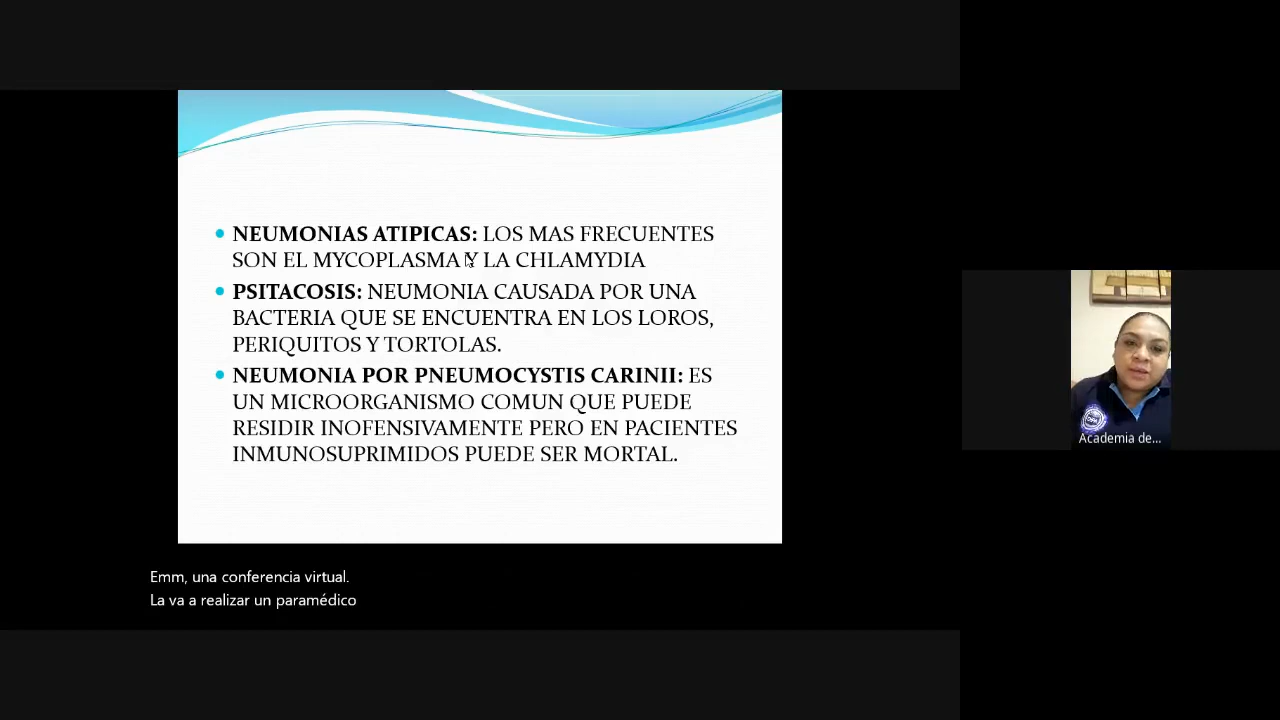 NEUMONIAS ATIPICAS: LOS MAS FRECUENTES
SON EL MYCOPLASMA Y LA CHLAMYDIA
PSITACOSIS: NEUMONIA CAUSADA POR UNA
BACTERIA QUE SE ENCUENTRA EN LOS LOROS,
PERIQUITOS Y TORTOLAS.
NEUMONIA POR PNEUMOCYSTIS CARINII: ES
UN MICROORGANISMO COMUN QUE PUEDE
RESIDIR INOFENSIVAMENTE PERO EN PACIENTES
INMUNOSUPRIMIDOS PUEDE SER MORTAL.
Academia de...
Emm, una conferencia virtual.
La va a realizar un paramédico